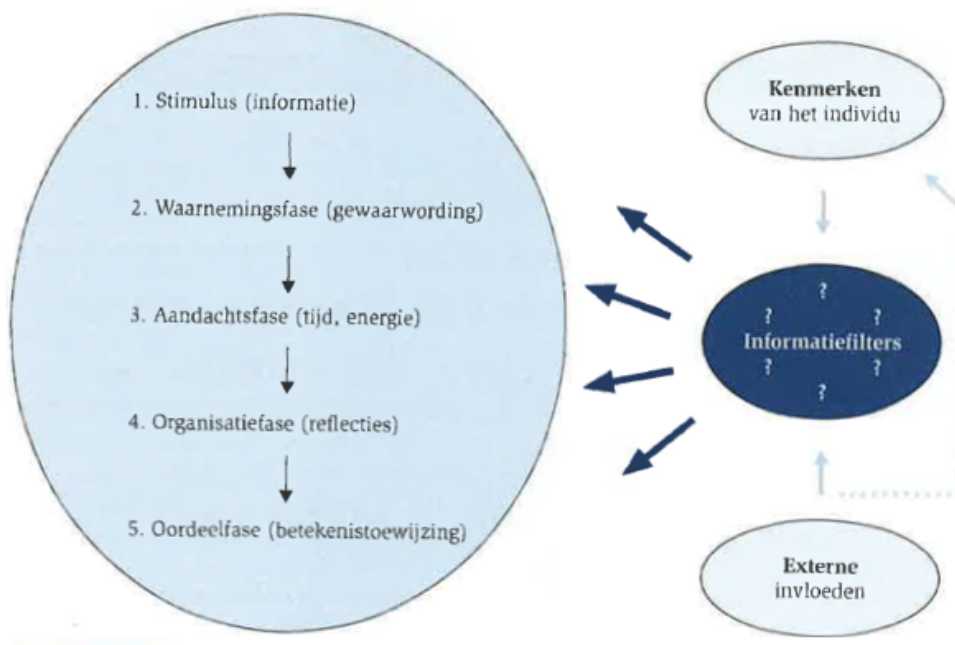 1. Stimulus (informatie)
2. Waarnemingsfase (gewaarwording)
3. Aandachtsfase (tijd, energie)
4. Organisatiefase (reflecties)
5. Oordeelfase (betekenistoewijzing)
Kenmerken
van het individu
?
? ?
Informatiefilters
? ?
?
Externe
invloeden